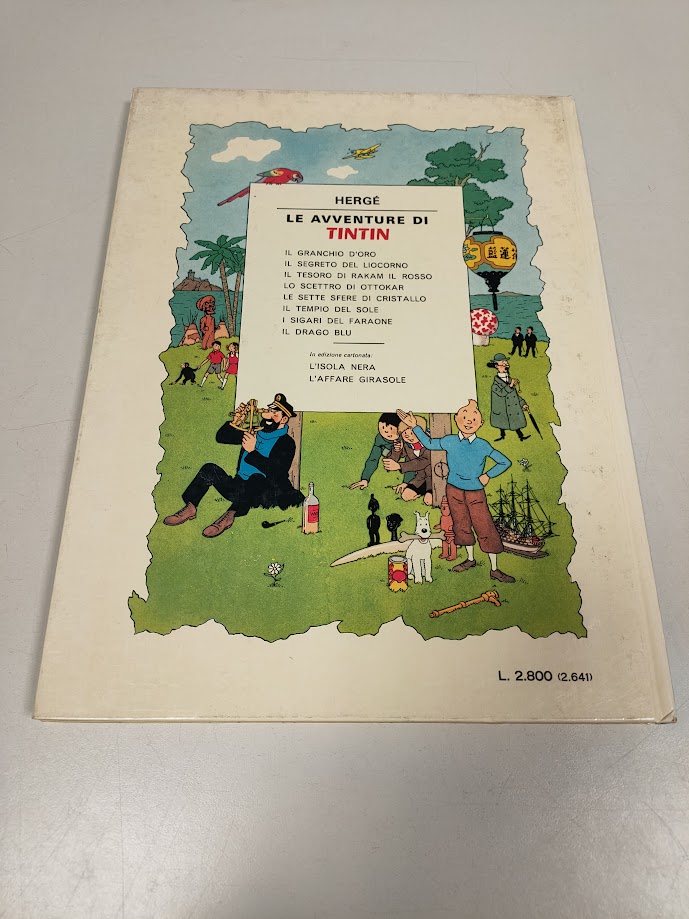 HERGÉ
LE AVVENTURE DI
TINTIN
IL GRANCHIO D'ORO
IL SEGRETO DEL LIOCORNO
IL TESORO DI RAKAM IL ROSSO
LO SCETTRO DI OTTOKAR
LE SETTE SFERE DI CRISTALLO
IL TEMPIO DEL SOLE
I SIGARI DEL FARAONE
IL DRAGO BLU
In edizione cartonata:
L'ISOLA NERA
L'AFFARE GIRASOLE
L. 2.800 (2.641)